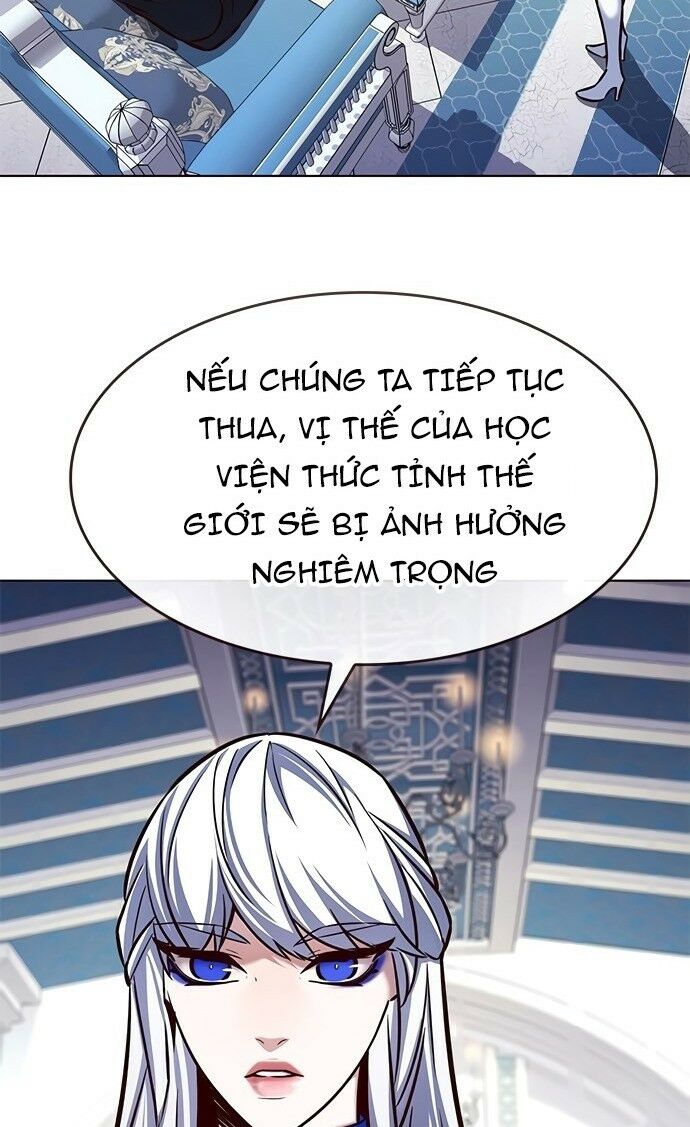 NẾU CHÚNG TA TIẾP TỤC
THUA, VỊ THẾ CỦA HỌC
VIỆN THỨC TỈNH THẾ
GIỚI SẼ BỊ ẢNH HƯỞNG
NGHIÊM TRỌNG